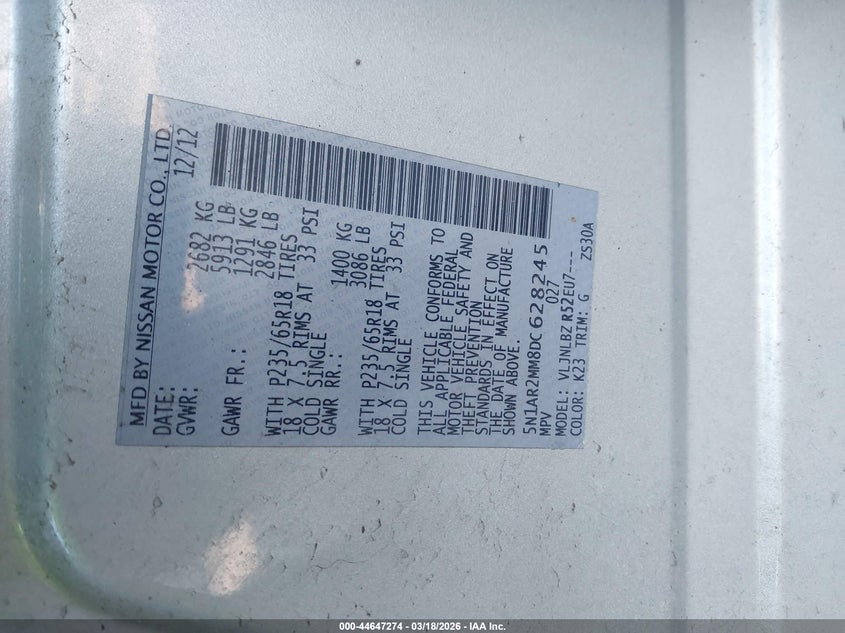 MFD BY NISSAN MOTOR CO., LTD.
DATE: 12/12
GVWR: 2682 KG
5913 LB
GAWR FR.: 1291 KG
2846 LB
WITH P235/65R18 TIRES
18 X 7.5 RIMS AT 33 PSI
COLD SINGLE
GAWR RR.: 1400 KG
3086 LB
WITH P235/65R18 TIRES
18 X 7.5 RIMS AT 33 PSI
COLD SINGLE
THIS VEHICLE CONFORMS TO
ALL APPLICABLE FEDERAL
MOTOR VEHICLE SAFETY AND
THEFT PREVENTION
STANDARDS IN EFFECT ON
THE DATE OF MANUFACTURE
SHOWN ABOVE.
5N1AR2MM8DC628245
MPV 027
MODEL: VLJNLBZ R52EU7----
COLOR: K23 TRIM: G ZS30A
000-44647274 | 03/18/2026 | IAA Inc.